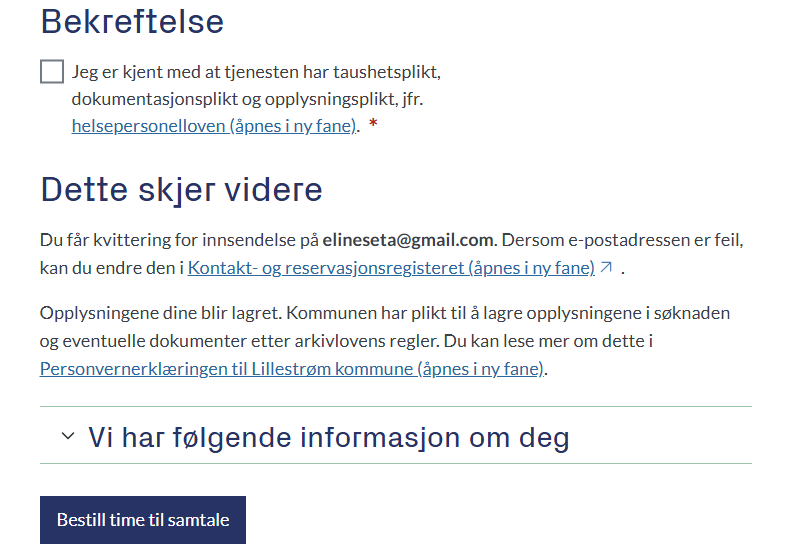 Bekreftelse
Jeg er kjent med at tjenesten har taushetsplikt,
dokumentasjonsplikt og opplysningsplikt, jfr.
helsepersonelloven (åpnes i ny fane). *
Dette skjer videre
Du får kvittering for innsendelse på elineseta@gmail.com. Dersom e-postadressen er feil,
kan du endre den i Kontakt- og reservasjonsregisteret (åpnes i ny fane) ↗ .
Opplysningene dine blir lagret. Kommunen har plikt til å lagre opplysningene i søknaden
og eventuelle dokumenter etter arkivlovens regler. Du kan lese mer om dette i
Personvernerklæringen til Lillestrøm kommune (åpnes i ny fane).
Vi har følgende informasjon om deg
Bestill time til samtale